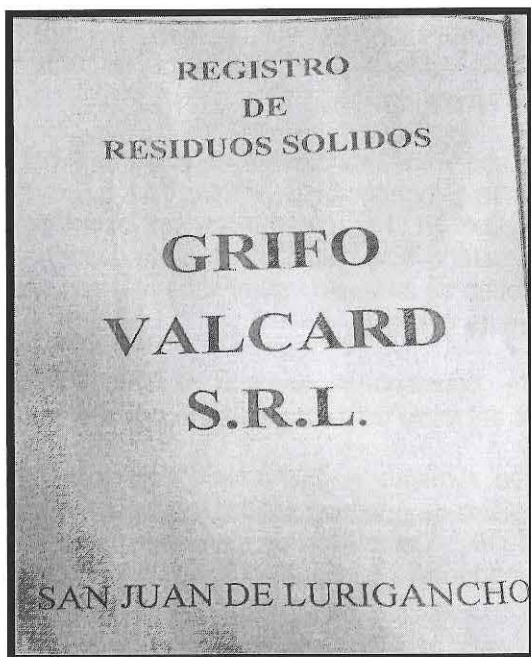 REGISTRO
DE
RESIDUOS SOLIDOS
GRIFO
VALCARD
S.R.L.
SAN JUAN DE LURIGANCHO